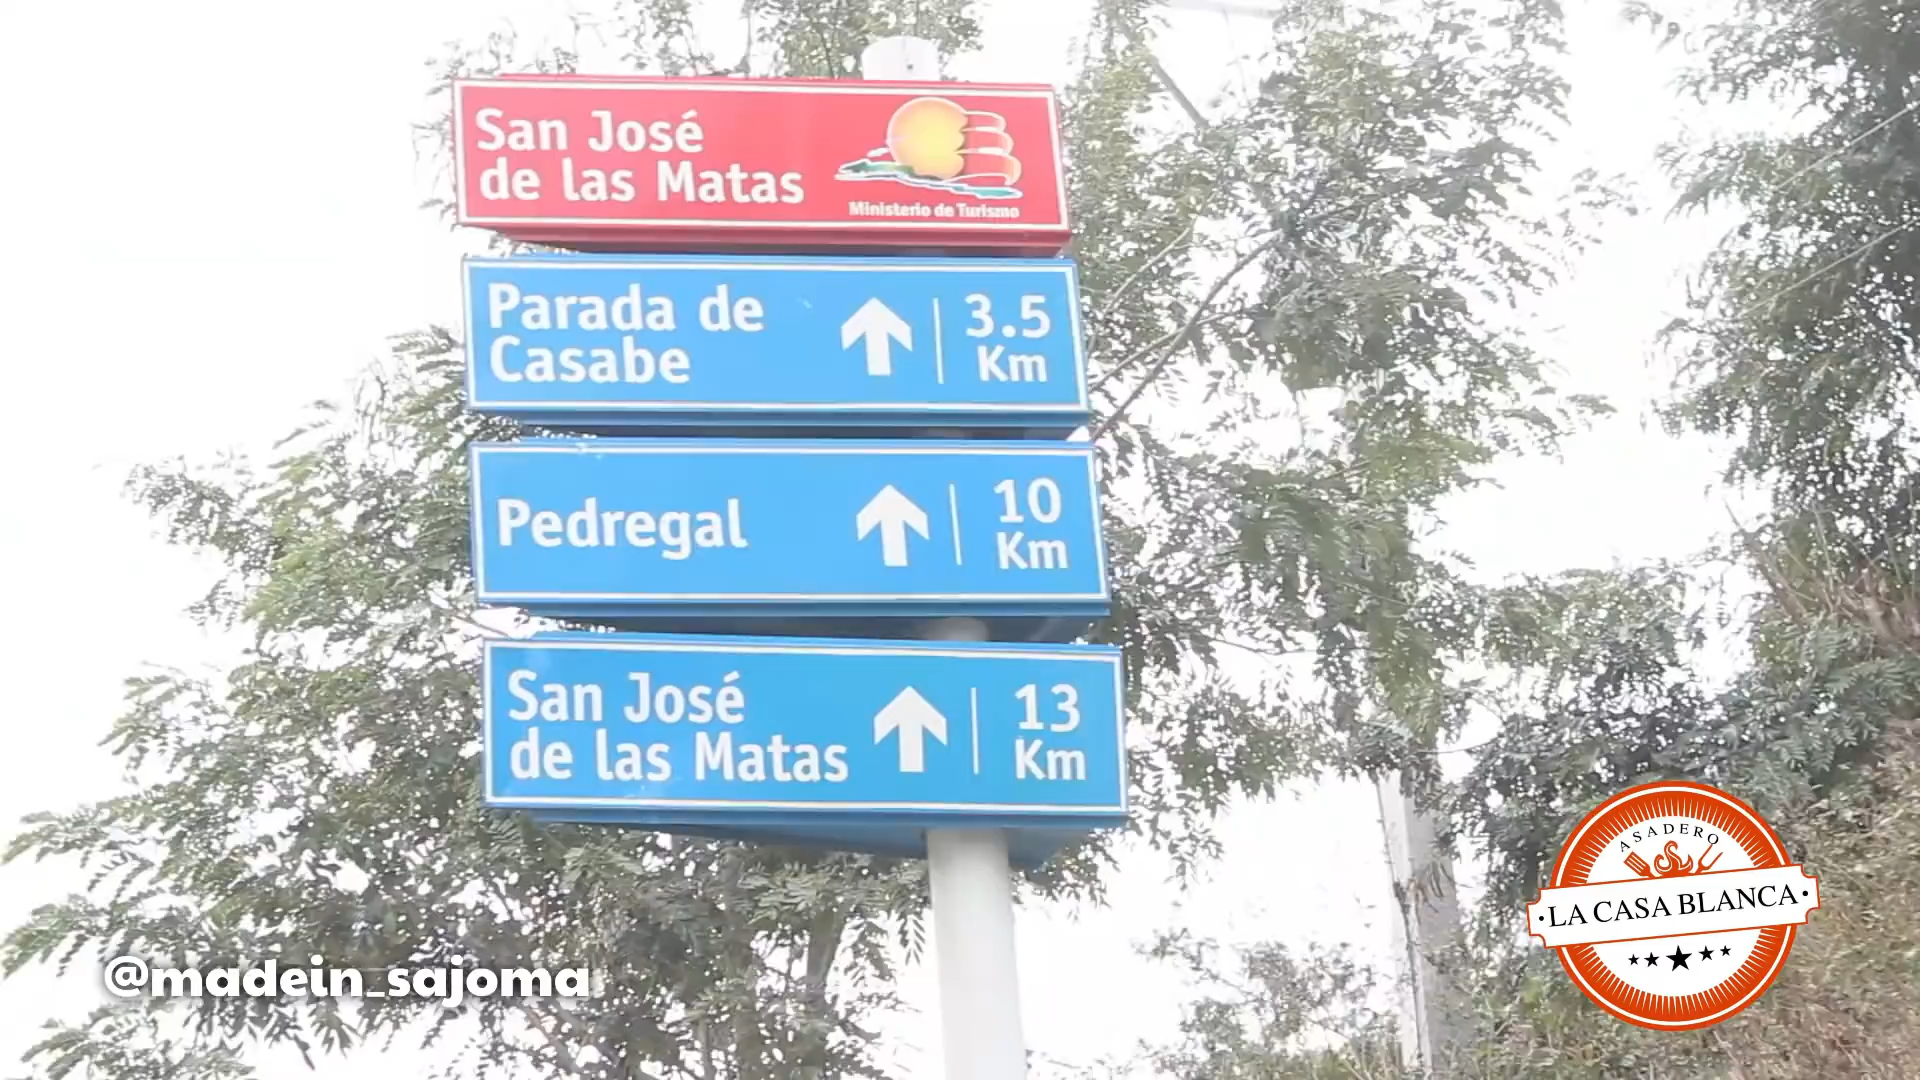 San José
de las Matas
Ministerio de Turismo
Parada de
Casabe
3.5
Km
Pedregal
10
Km
San José
de las Matas
13
Km
ASADERO
·LA CASA BLANCA·
@madein_sajoma